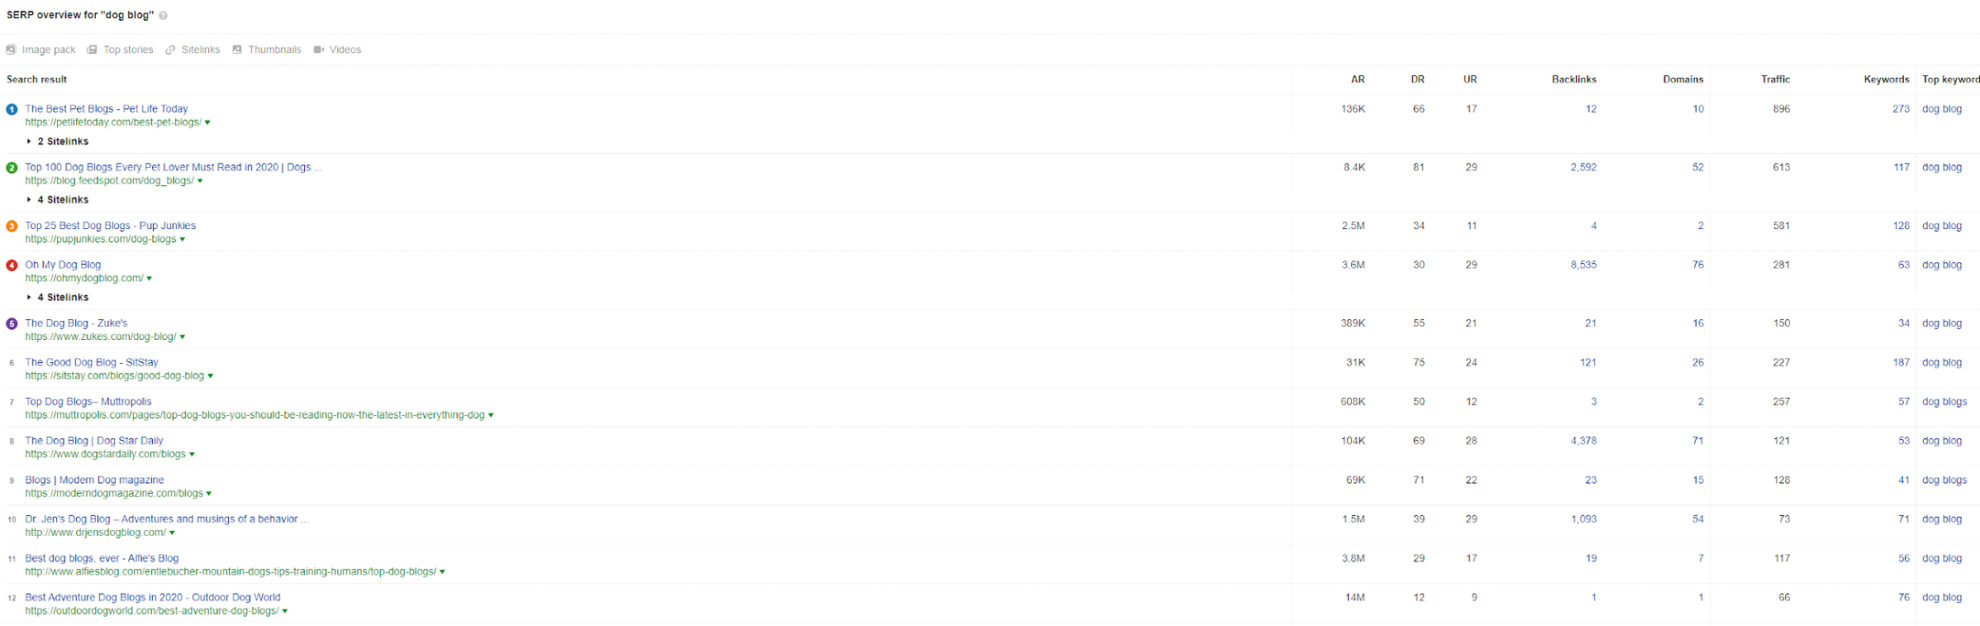 SERP overview for "dog blog" ?
Image pack Top stories Sitelinks Thumbnails Videos
Search result AR DR UR Backlinks Domains Traffic Keywords Top keyword
1 The Best Pet Blogs - Pet Life Today 136K 66 17 12 10 896 273 dog blog
https://petlifetoday.com/best-pet-blogs/
2 Sitelinks
2 Top 100 Dog Blogs Every Pet Lover Must Read in 2020 | Dogs ... 8.4K 81 29 2,592 52 613 117 dog blog
https://blog.feedspot.com/dog_blogs/
4 Sitelinks
3 Top 25 Best Dog Blogs - Pup Junkies 2.5M 34 11 4 2 581 128 dog blog
https://pupjunkies.com/dog-blogs
4 Oh My Dog Blog 3.6M 30 29 8,535 76 281 63 dog blog
https://ohmydogblog.com/
4 Sitelinks
5 The Dog Blog - Zuke's 389K 55 21 21 16 150 34 dog blog
https://www.zukes.com/dog-blog/
6 The Good Dog Blog - SitStay 31K 75 24 121 26 227 187 dog blog
https://sitstay.com/blogs/good-dog-blog
7 Top Dog Blogs– Muttropolis 608K 50 12 3 2 257 57 dog blogs
https://muttropolis.com/pages/top-dog-blogs-you-should-be-reading-now-the-latest-in-everything-dog
8 The Dog Blog | Dog Star Daily 104K 69 28 4,378 71 121 53 dog blog
https://www.dogstardaily.com/blogs
9 Blogs | Modern Dog magazine 69K 71 22 23 15 128 41 dog blogs
https://moderndogmagazine.com/blogs
10 Dr. Jen's Dog Blog – Adventures and musings of a behavior ... 1.5M 39 29 1,093 54 73 71 dog blog
http://www.drjensdogblog.com/
11 Best dog blogs, ever - Alfie's Blog 3.8M 29 17 19 7 117 56 dog blog
http://www.alfiesblog.com/entlebucher-mountain-dogs-tips-training-humans/top-dog-blogs/
12 Best Adventure Dog Blogs in 2020 - Outdoor Dog World 14M 12 9 1 1 66 76 dog blog
https://outdoordogworld.com/best-adventure-dog-blogs/